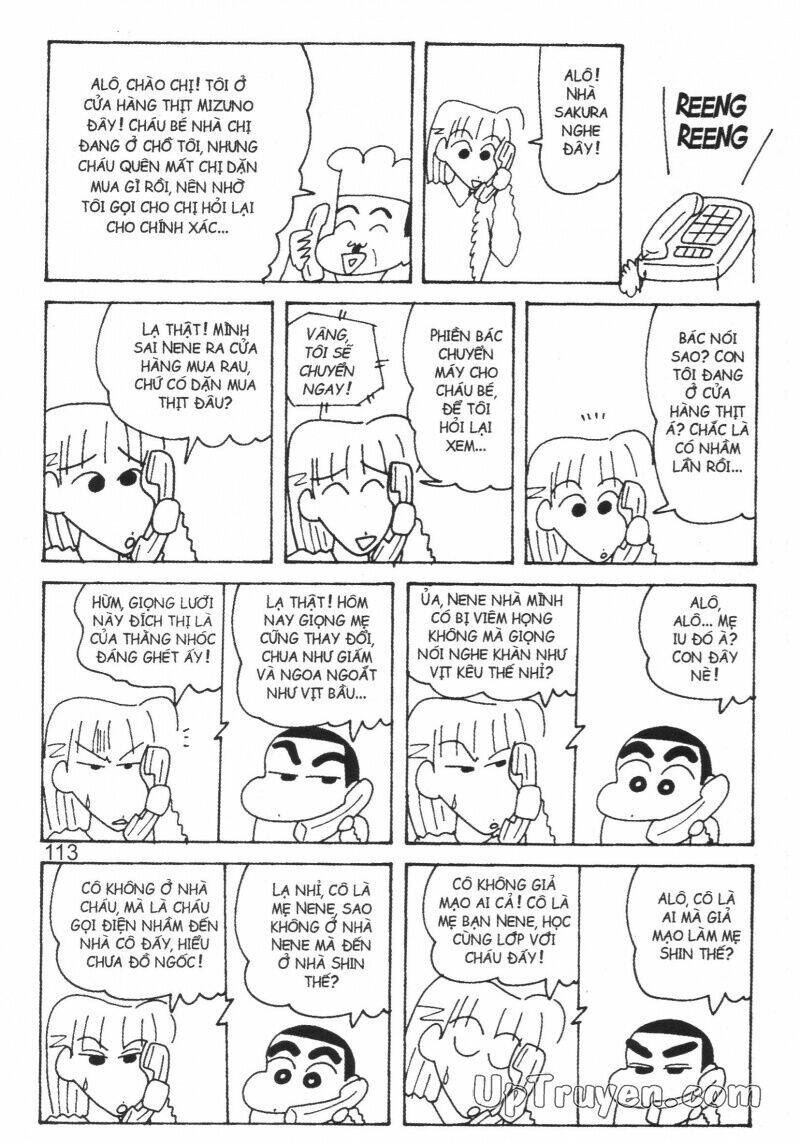 REENG
REENG
ALÔ!
NHÀ
SAKURA
NGHE
ĐÂY!
ALÔ, CHÀO CHỊ! TÔI Ở
CỬA HÀNG THỊT MIZUNO
ĐÂY! CHÁU BÉ NHÀ CHỊ
ĐANG Ở CHỖ TÔI, NHƯNG
CHÁU QUÊN MẤT CHỊ DẶN
MUA GÌ RỒI, NÊN NHỜ
TÔI GỌI CHO CHỊ HỎI LẠI
CHO CHÍNH XÁC...
BÁC NÓI
SAO? CON
TÔI ĐANG
Ở CỬA
HÀNG THỊT
Á? CHẮC LÀ
CÓ NHẦM
LẪN RỒI...
PHIỀN BÁC
CHUYỂN
MÁY CHO
CHÁU BÉ,
ĐỂ TÔI
HỎI LẠI
XEM...
VÂNG,
TÔI SẼ
CHUYỂN
NGAY!
LẠ THẬT! MÌNH
SAI NENE RA CỬA
HÀNG MUA RAU,
CHỨ CÓ DẶN MUA
THỊT ĐÂU?
ALÔ,
ALÔ... MẸ
IU ĐÓ À?
CON ĐÂY
NÈ!
ỦA, NENE NHÀ MÌNH
CÓ BỊ VIÊM HỌNG
KHÔNG MÀ GIỌNG
NÓI NGHE KHÀN NHƯ
VỊT KÊU THẾ NHỈ?
LẠ THẬT! HÔM
NAY GIỌNG MẸ
CŨNG THAY ĐỔI,
CHUA NHƯ GIẤM
VÀ NGOA NGOẮT
NHƯ VỊT BẦU...
HỪM, GIỌNG LƯỠI
NÀY ĐÍCH THỊ LÀ
CỦA THẰNG NHÓC
ĐÁNG GHÉT ẤY!
113
ALÔ, CÔ LÀ
AI MÀ GIẢ
MẠO LÀM MẸ
SHIN THẾ?
CÔ KHÔNG GIẢ
MẠO AI CẢ! CÔ LÀ
MẸ BẠN NENE, HỌC
CÙNG LỚP VỚI
CHÁU ĐẤY!
LẠ NHỈ, CÔ LÀ
MẸ NENE, SAO
KHÔNG Ở NHÀ
NENE MÀ ĐẾN
Ở NHÀ SHIN
THẾ?
CÔ KHÔNG Ở NHÀ
CHÁU, MÀ LÀ CHÁU
GỌI ĐIỆN NHẦM ĐẾN
NHÀ CÔ ĐẤY, HIỂU
CHƯA ĐỒ NGỐC!
UpTruyen.com